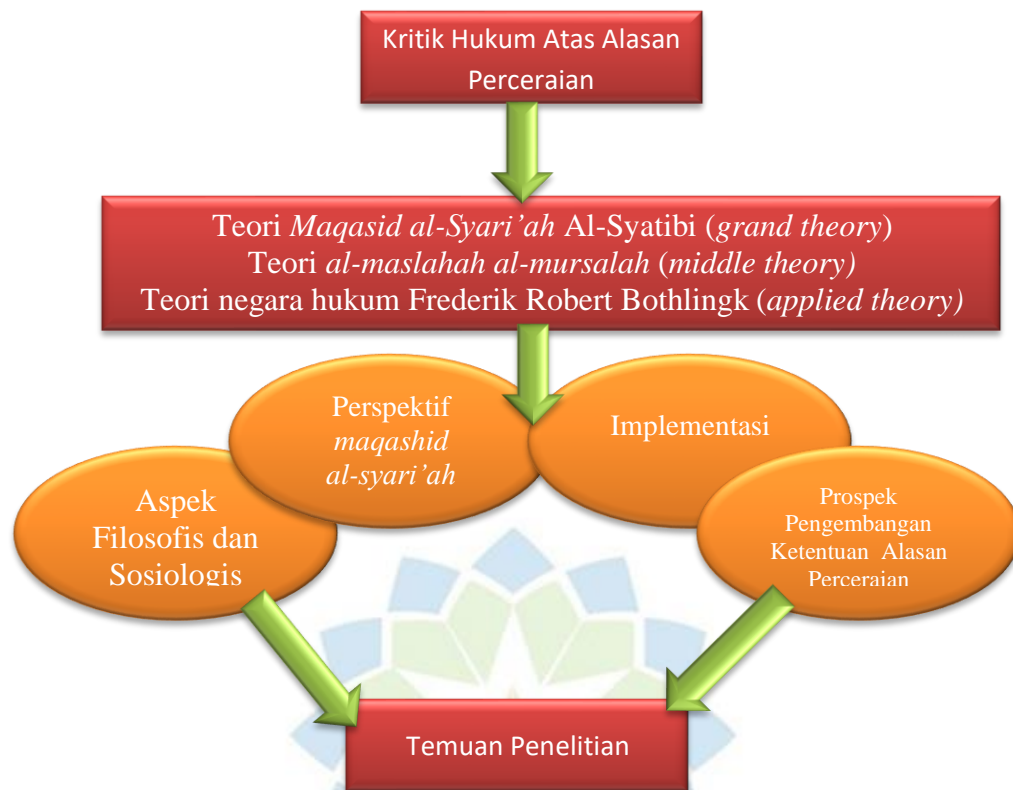 Kritik Hukum Atas Alasan
Perceraian
Teori Maqasid al-Syari’ah Al-Syatibi (grand theory)
Teori al-maslahah al-mursalah (middle theory)
Teori negara hukum Frederik Robert Bothlingk (applied theory)
Perspektif
maqashid
al-syari’ah
Implementasi
Aspek
Filosofis dan
Sosiologis
Prospek
Pengembangan
Ketentuan Alasan
Perceraian
Temuan Penelitian